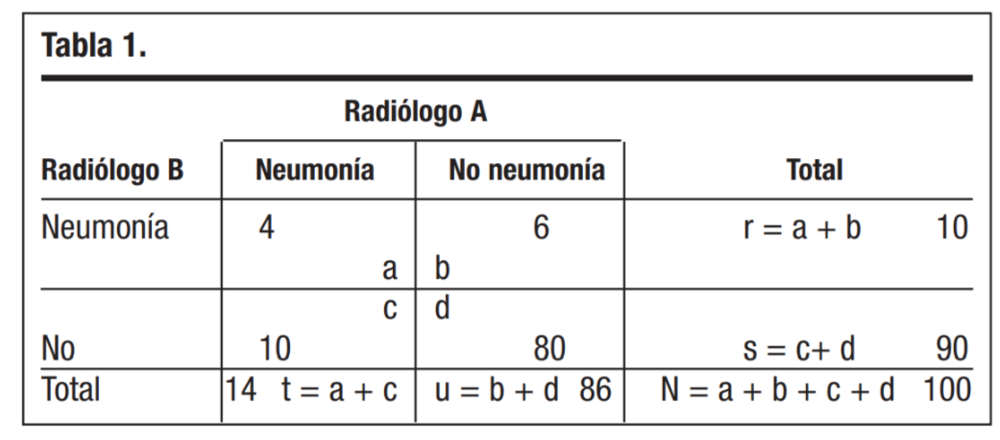 Tabla 1.
Radiólogo A
Radiólogo B Neumonía No neumonía Total
Neumonía 4 6 r = a + b 10
a b
c d
No 10 80 s = c+ d 90
Total 14 t = a + c u = b + d 86 N = a + b + c + d 100